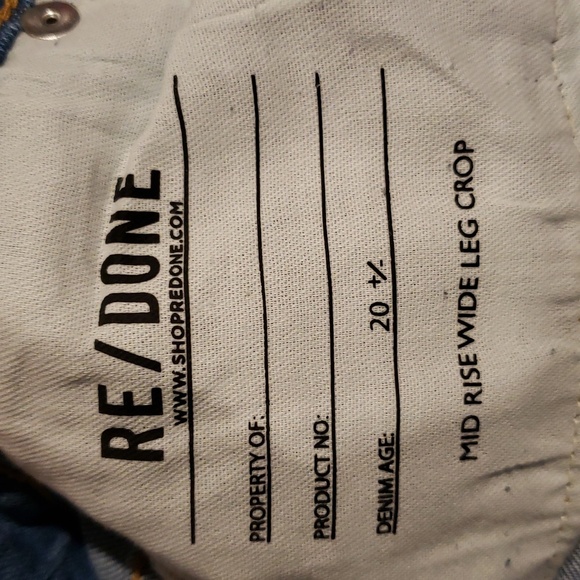 RE/DONE
WWW.SHOPREDONE.COM
PROPERTY OF:
PRODUCT NO:
DENIM AGE: 20 +/-
MID RISE WIDE LEG CROP